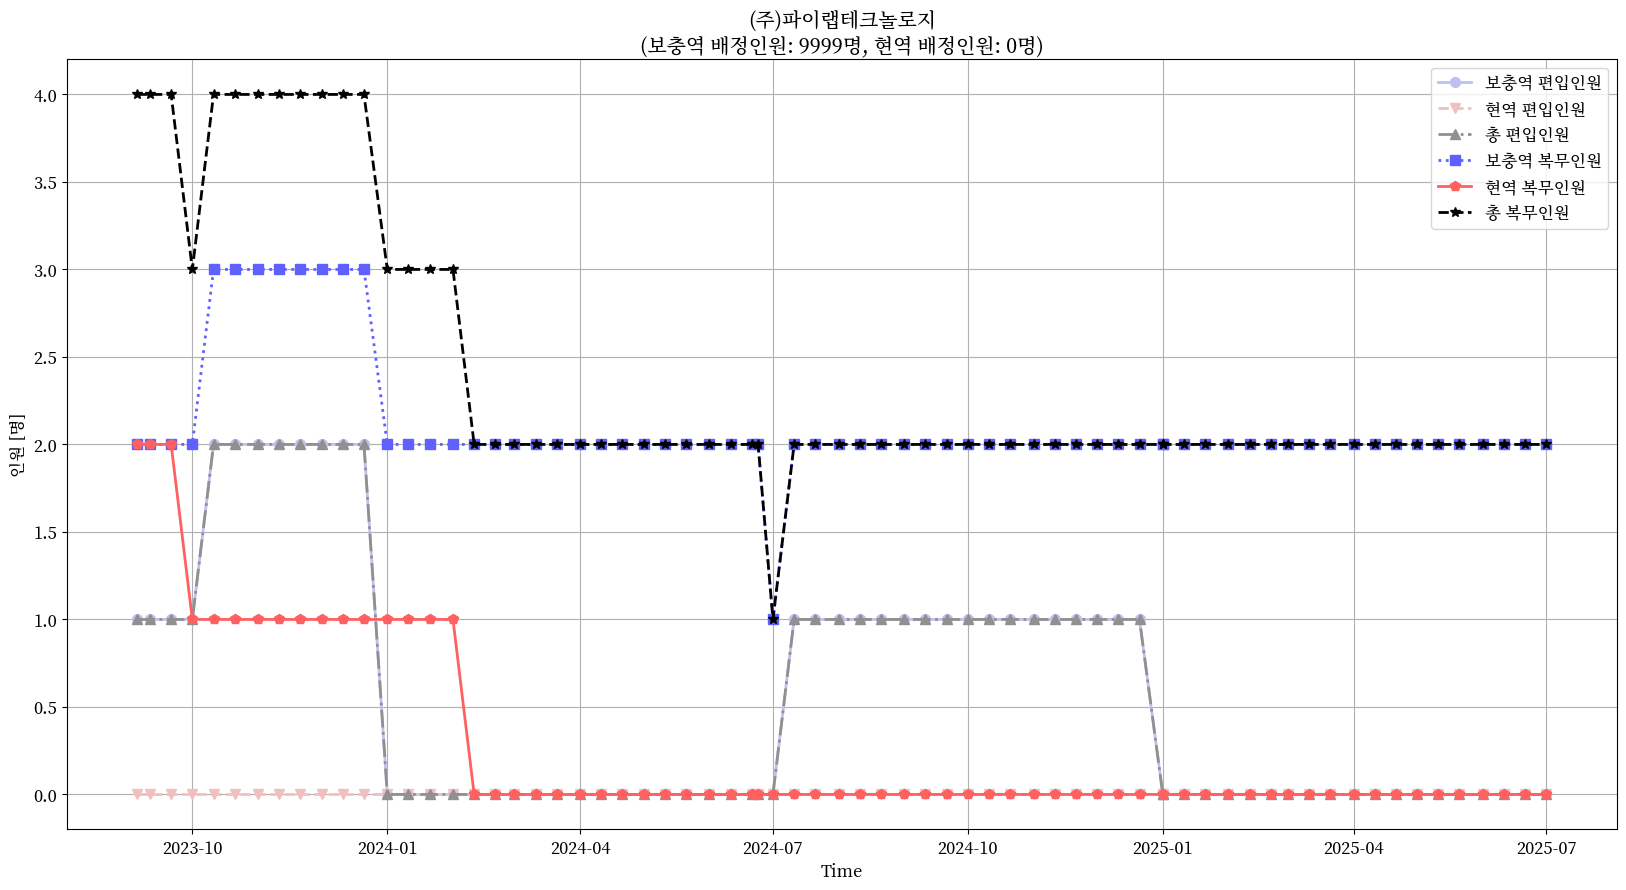 (주)파이랩테크놀로지
(보충역 배정인원: 9999명, 현역 배정인원: 0명)
보충역 편입인원
현역 편입인원
총 편입인원
보충역 복무인원
현역 복무인원
총 복무인원
인원 [명]
4.0
3.5
3.0
2.5
2.0
1.5
1.0
0.5
0.0
2023-10 2024-01 2024-04 2024-07 2024-10 2025-01 2025-04 2025-07
Time